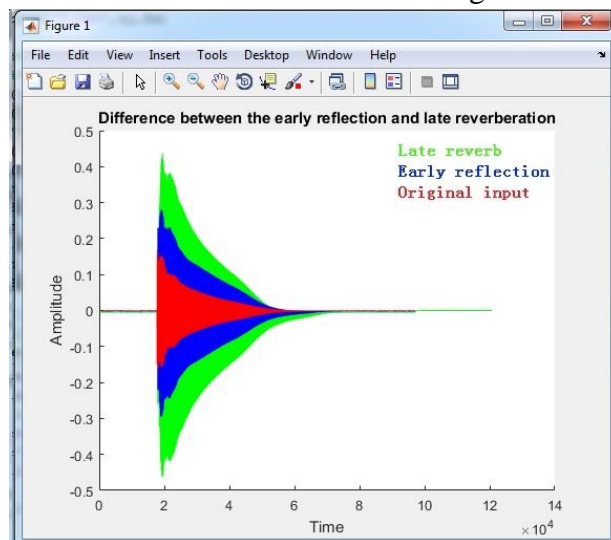 Figure 1
File Edit View Insert Tools Desktop Window Help
Difference between the early reflection and late reverberation
Late reverb
Early reflection
Original input
0.5
0.4
0.3
0.2
0.1
0
-0.1
-0.2
-0.3
-0.4
-0.5
Amplitude
0 2 4 6 8 10 12 14
Time
× 10^4